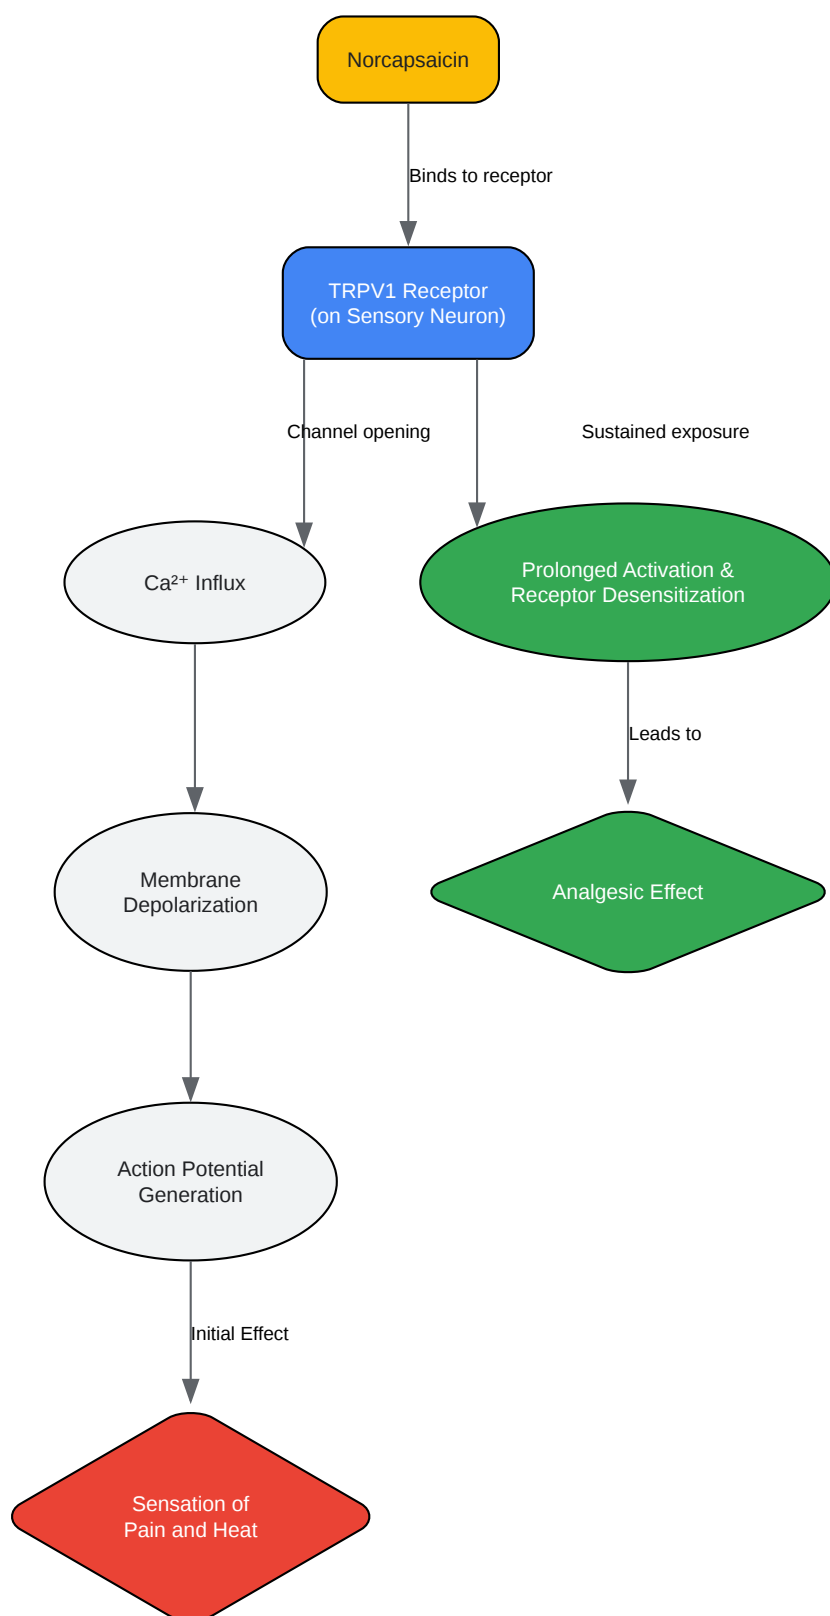 Norcapsaicin
Binds to receptor
TRPV1 Receptor
(on Sensory Neuron)
Channel opening
Sustained exposure
Ca²⁺ Influx
Prolonged Activation &
Receptor Desensitization
Leads to
Membrane
Depolarization
Analgesic Effect
Action Potential
Generation
Initial Effect
Sensation of
Pain and Heat